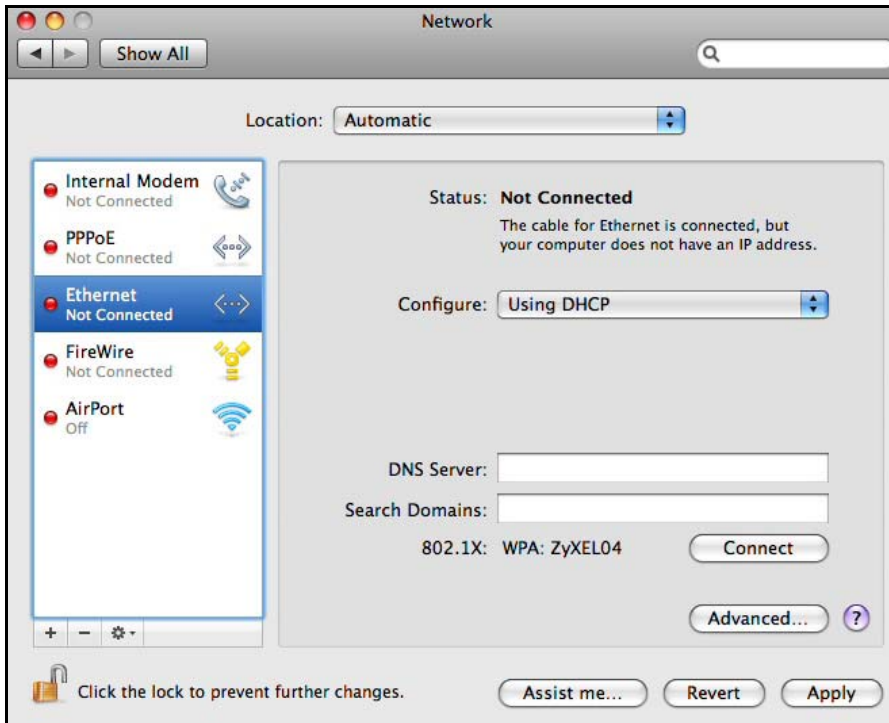 Network
Show All
Location: Automatic
Internal Modem
Not Connected
PPPoE
Not Connected
Ethernet
Not Connected
FireWire
Not Connected
AirPort
Off
Status: Not Connected
The cable for Ethernet is connected, but
your computer does not have an IP address.
Configure: Using DHCP
DNS Server:
Search Domains:
802.1X: WPA: ZyXEL04 Connect
Advanced... ?
+ −
Click the lock to prevent further changes.
Assist me... Revert Apply